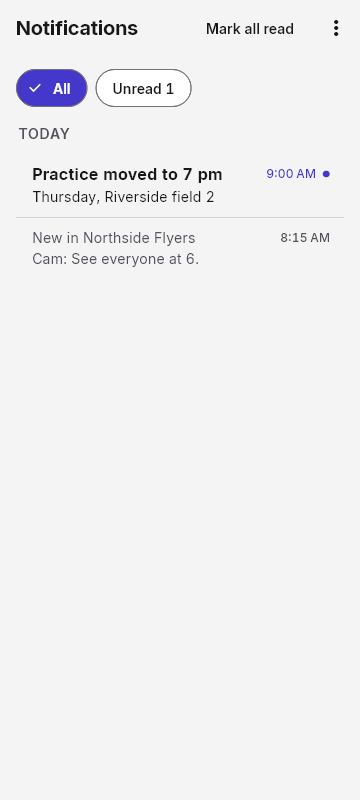 Notifications
Mark all read
All
Unread 1
TODAY
Practice moved to 7 pm
9:00 AM
Thursday, Riverside field 2
New in Northside Flyers
8:15 AM
Cam: See everyone at 6.